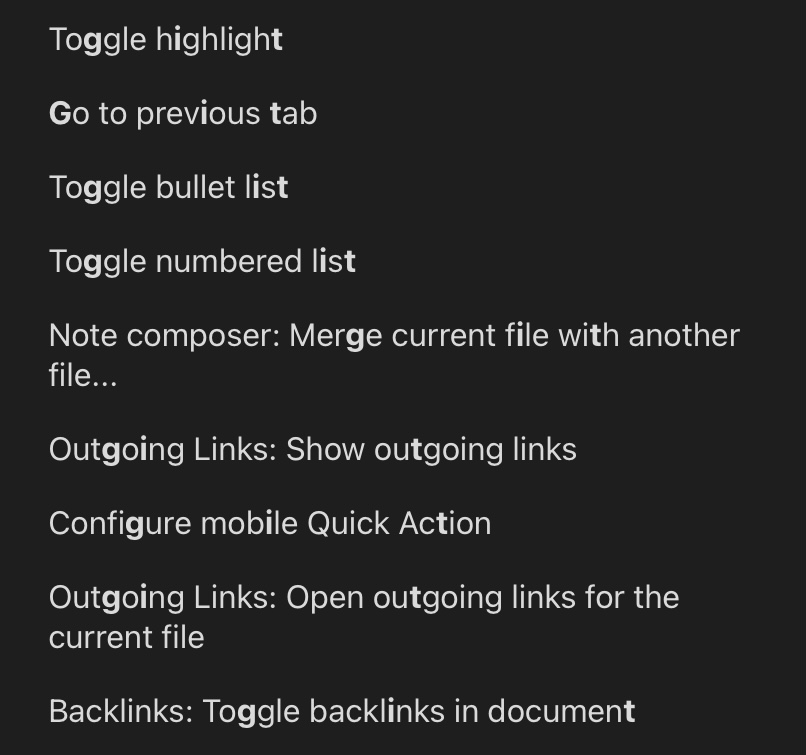 Toggle highlight
Go to previous tab
Toggle bullet list
Toggle numbered list
Note composer: Merge current file with another
file...
Outgoing Links: Show outgoing links
Configure mobile Quick Action
Outgoing Links: Open outgoing links for the
current file
Backlinks: Toggle backlinks in document